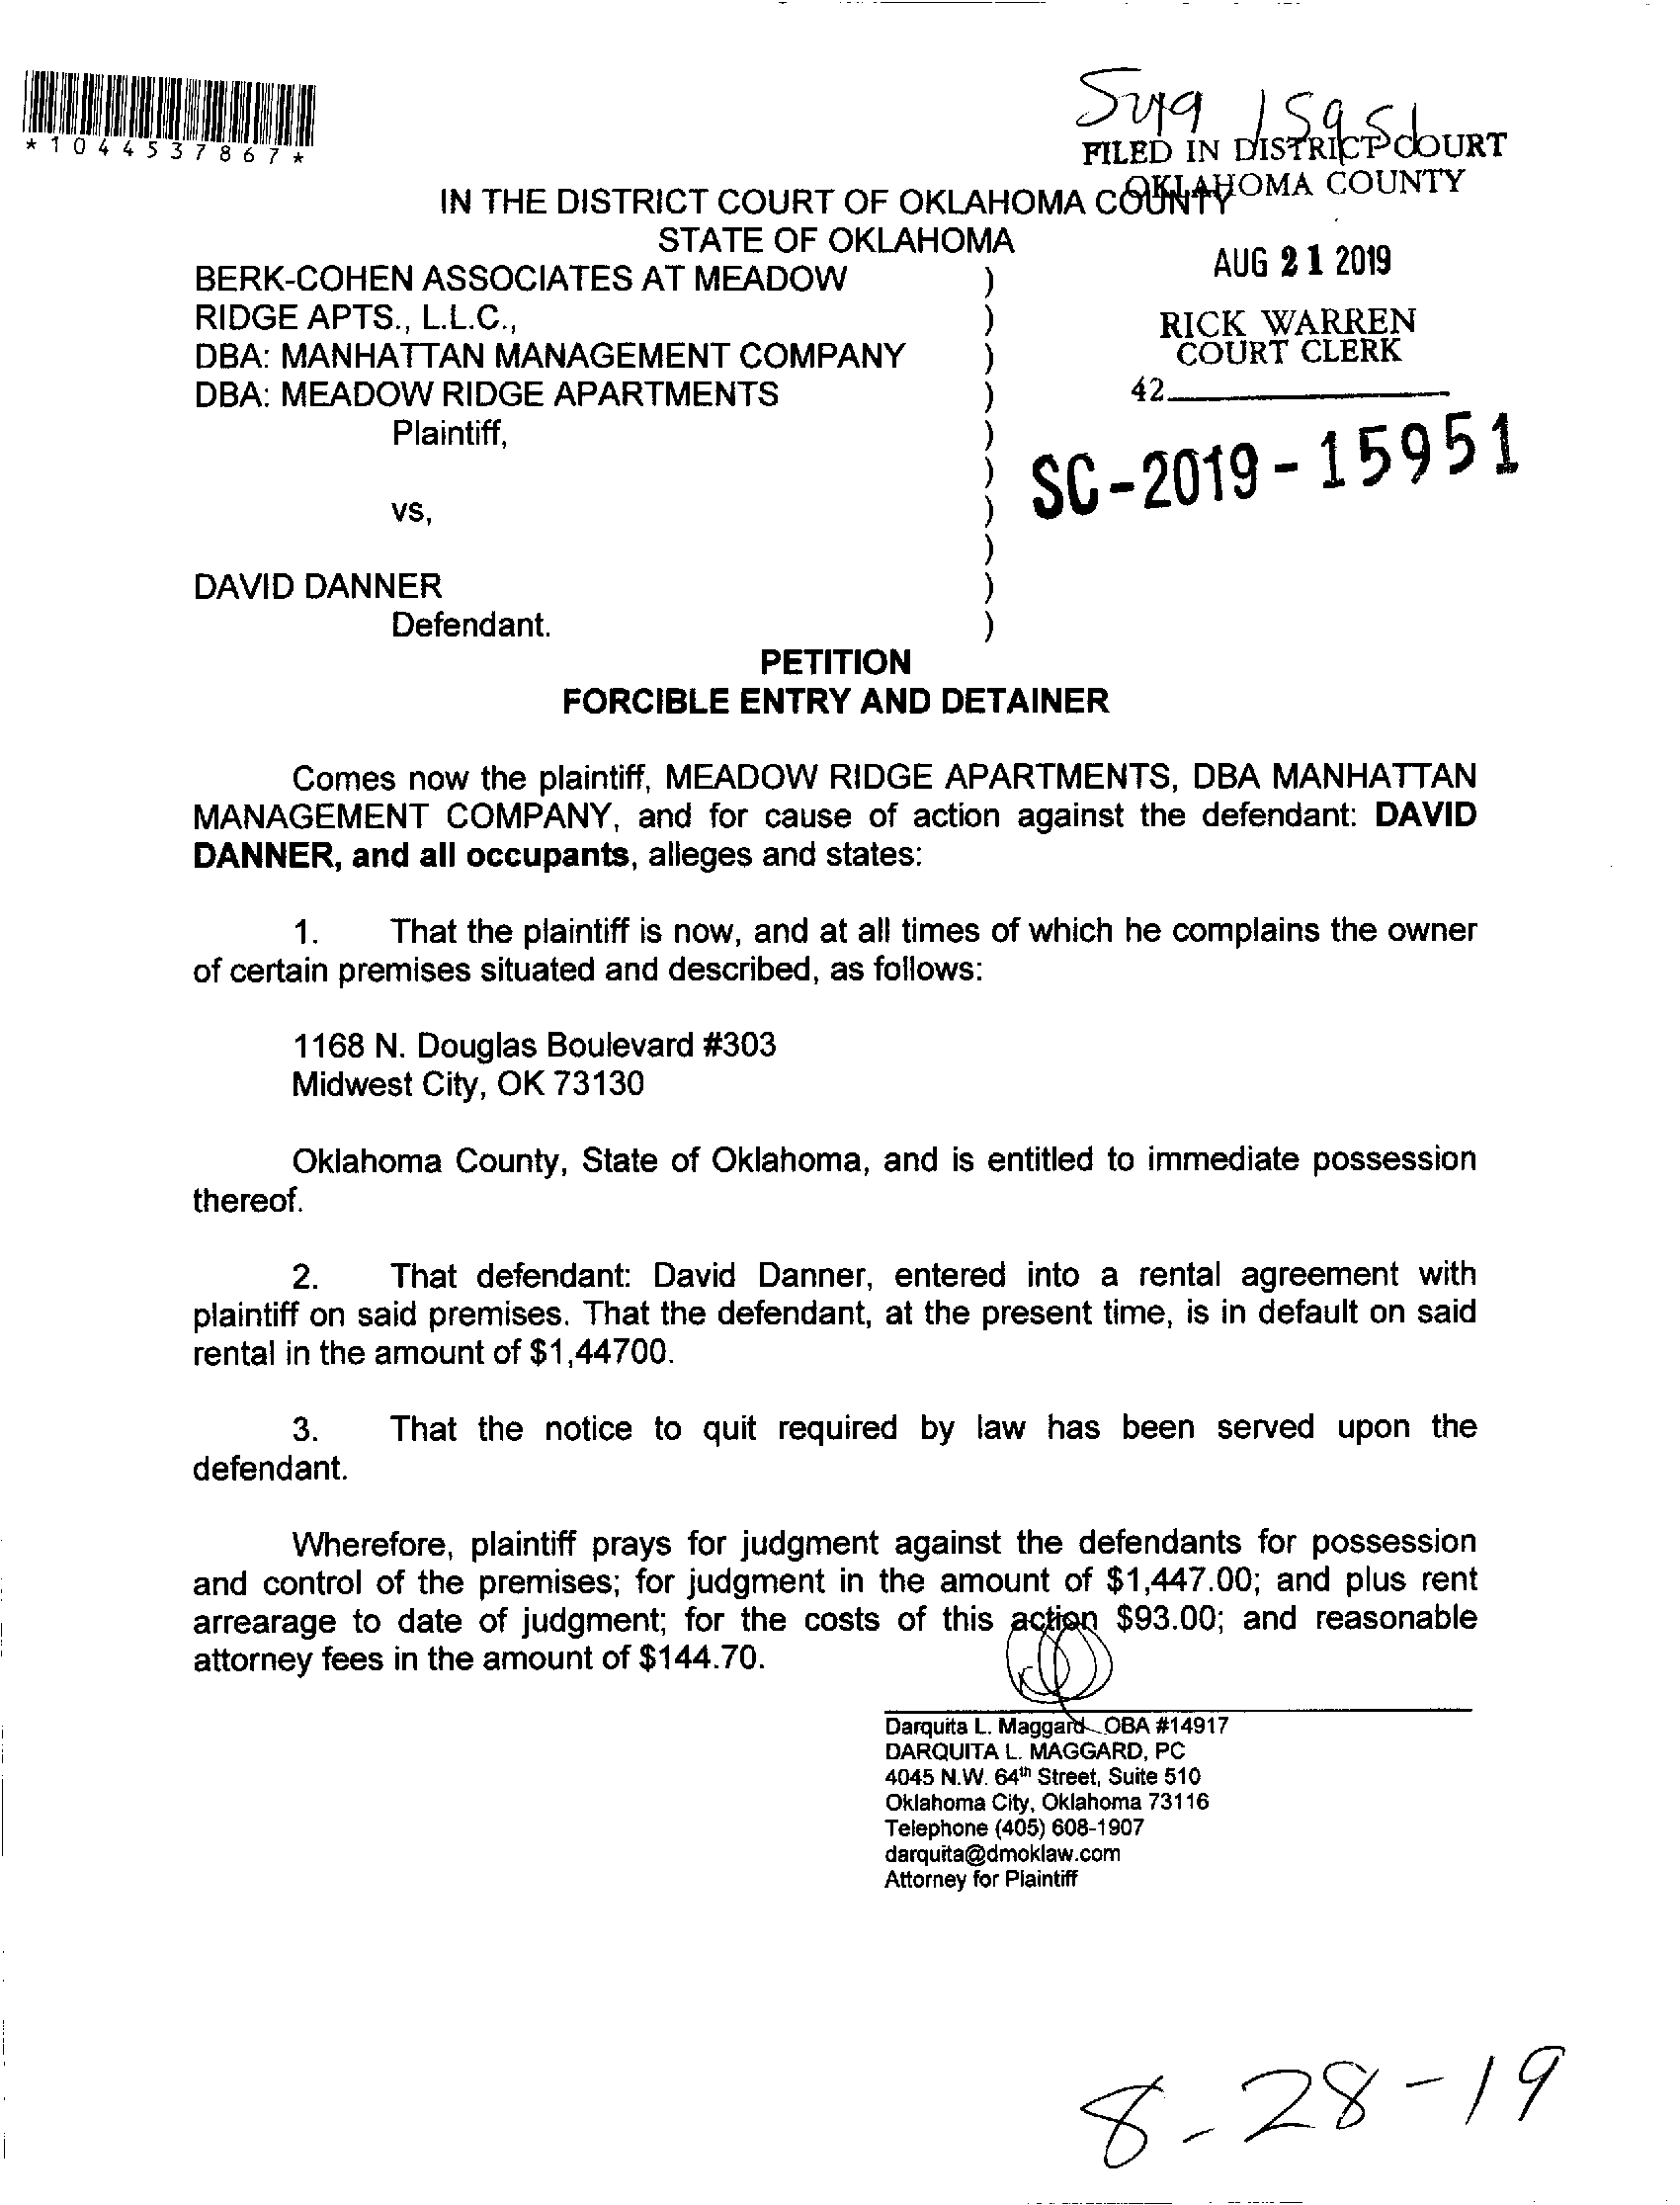 *1044537867*
FILED IN DISTRICT COURT
OKLAHOMA COUNTY
IN THE DISTRICT COURT OF OKLAHOMA COUNTY
STATE OF OKLAHOMA
AUG 21 2019
BERK-COHEN ASSOCIATES AT MEADOW )
RIDGE APTS., L.L.C., )
RICK WARREN
COURT CLERK
DBA: MANHATTAN MANAGEMENT COMPANY )
DBA: MEADOW RIDGE APARTMENTS )
42
Plaintiff, )
)
SC-2019-15951
vs, )
)
DAVID DANNER )
Defendant. )
PETITION
FORCIBLE ENTRY AND DETAINER
Comes now the plaintiff, MEADOW RIDGE APARTMENTS, DBA MANHATTAN
MANAGEMENT COMPANY, and for cause of action against the defendant: DAVID
DANNER, and all occupants, alleges and states:
1. That the plaintiff is now, and at all times of which he complains the owner
of certain premises situated and described, as follows:
1168 N. Douglas Boulevard #303
Midwest City, OK 73130
Oklahoma County, State of Oklahoma, and is entitled to immediate possession
thereof.
2. That defendant: David Danner, entered into a rental agreement with
plaintiff on said premises. That the defendant, at the present time, is in default on said
rental in the amount of $1,44700.
3. That the notice to quit required by law has been served upon the
defendant.
Wherefore, plaintiff prays for judgment against the defendants for possession
and control of the premises; for judgment in the amount of $1,447.00; and plus rent
arrearage to date of judgment; for the costs of this action $93.00; and reasonable
attorney fees in the amount of $144.70.
Darquita L. Maggard OBA #14917
DARQUITA L. MAGGARD, PC
4045 N.W. 64th Street, Suite 510
Oklahoma City, Oklahoma 73116
Telephone (405) 608-1907
darquita@dmoklaw.com
Attorney for Plaintiff
8-28-19